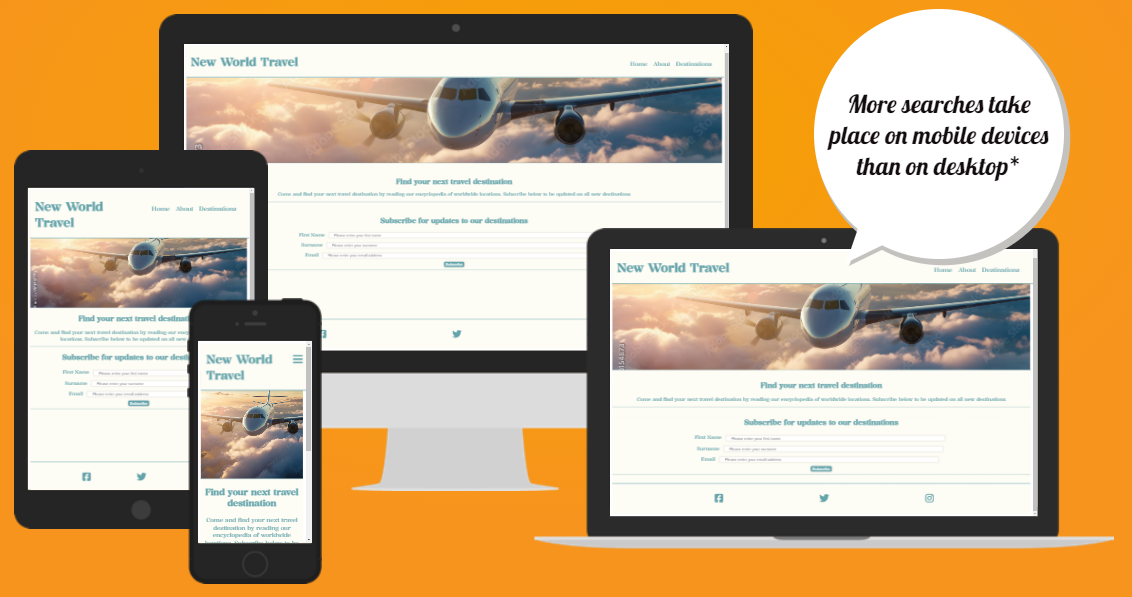 New World Travel
Home About Destinations
Find your next travel destination
Come and find your next travel destination by reading our encyclopedia of worldwide locations. Subscribe below to be updated on all new destinations
Subscribe for updates to our destinations
First Name Please enter your first name
Surname Please enter your surname
Email Please enter your email address
Subscribe
More searches take
place on mobile devices
than on desktop*
New World
Travel
Home About Destinations
Find your next travel destinati
Come and find your next travel destination by reading our
locations. Subscribe below to be updated on all new
Subscribe for updates to our desti
First Name Please enter your first name
Surname Please enter your surname
Email Please enter your email address
Subscribe
New World
Travel
Find your next travel
destination
Come and find your next travel
destination by reading our
encyclopedia of worldwide
locations. Subscribe below to be
New World Travel
Home About Destinations
Find your next travel destination
Come and find your next travel destination by reading our encyclopedia of worldwide locations. Subscribe below to be updated on all new destinations
Subscribe for updates to our destinations
First Name Please enter your first name
Surname Please enter your surname
Email Please enter your email address
Subscribe